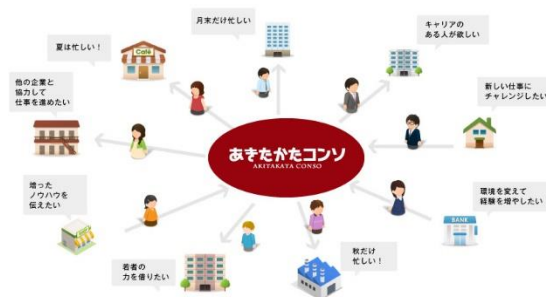 月末だけ忙しい
夏は忙しい！
キャリアの
ある人が欲しい
Café
他の企業と
協力して
仕事を進めたい
新しい仕事に
チャレンジしたい
あきたかたコンソ
AKITAKATA CONSO
培った
ノウハウを
伝えたい
環境を変えて
経験を増やしたい
BANK
若者の
力を借りたい
秋だけ
忙しい！